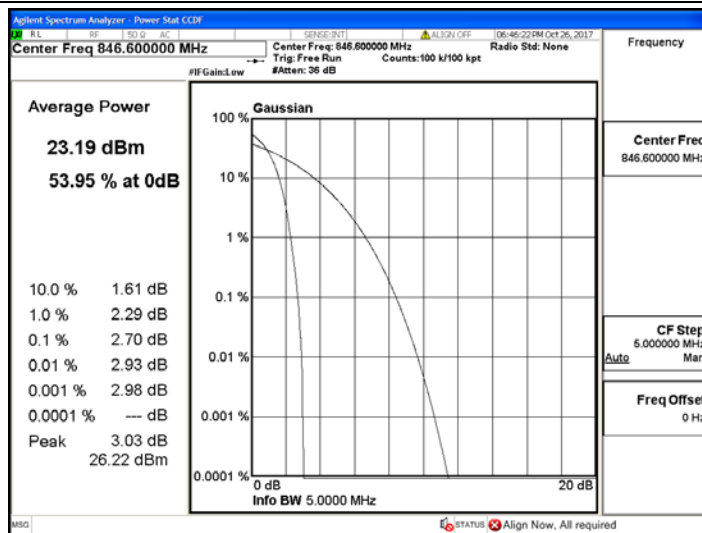 Agilent Spectrum Analyzer - Power Stat CCDF
RL RF 50 Ω AC SENSE:INT ALIGN OFF 06:46:22PM Oct 26, 2017
Center Freq 846.600000 MHz
Center Freq: 846.600000 MHz Radio Std: None
Trig: Free Run Counts:100 k/100 kpt
#IFGain:Low #Atten: 36 dB
Frequency
Average Power
23.19 dBm
53.95 % at 0dB
10.0 % 1.61 dB
1.0 % 2.29 dB
0.1 % 2.70 dB
0.01 % 2.93 dB
0.001 % 2.98 dB
0.0001 % --- dB
Peak 3.03 dB
26.22 dBm
Gaussian
100 %
10 %
1 %
0.1 %
0.01 %
0.001 %
0.0001 %
0 dB 20 dB
Info BW 5.0000 MHz
Center Freq
846.600000 MHz
CF Step
5.000000 MHz
Auto Man
Freq Offset
0 Hz
MSG STATUS Align Now, All required